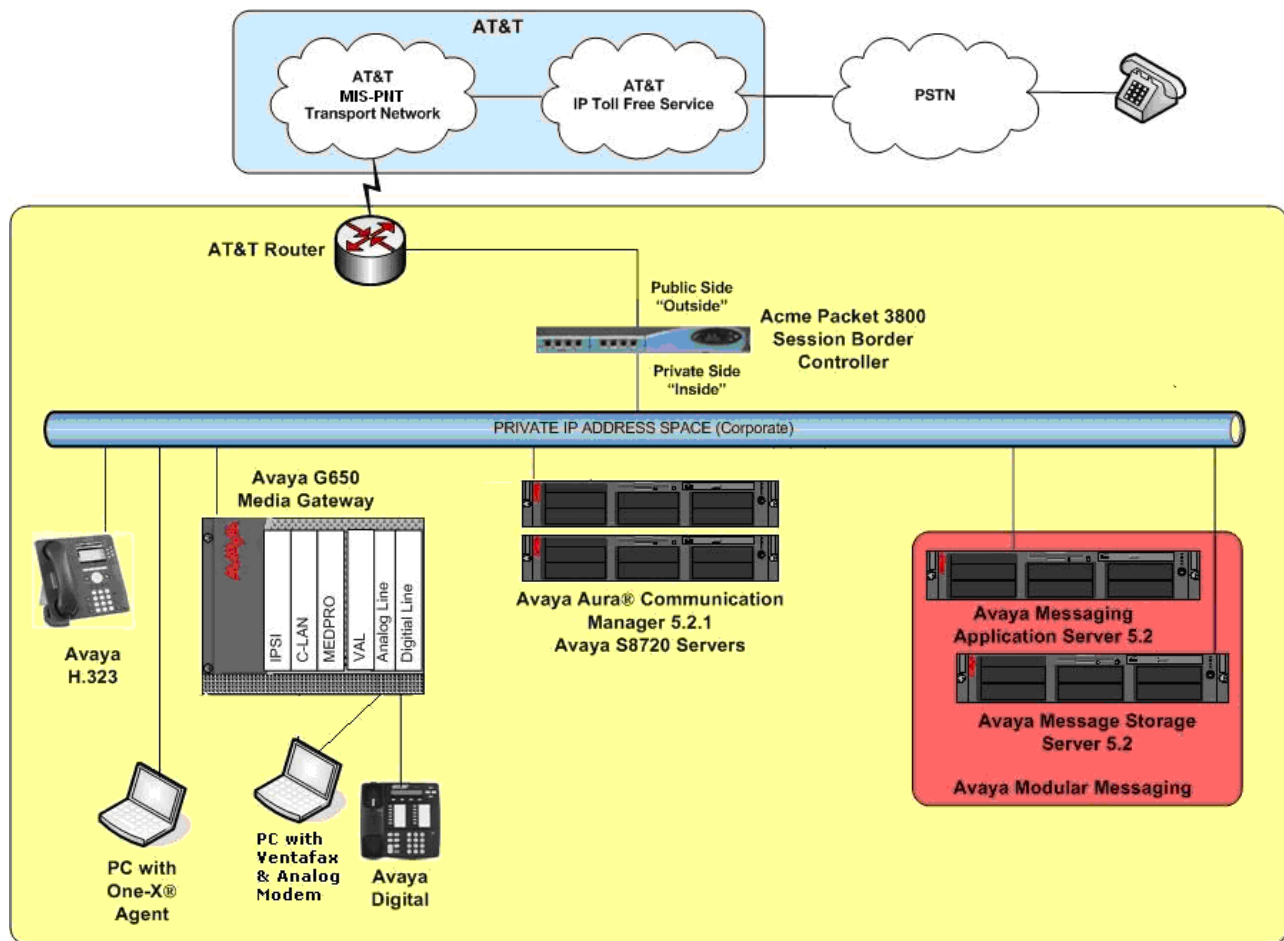 AT&T
AT&T
MIS-PNT
Transport Network
AT&T
IP Toll Free Service
PSTN
AT&T Router
Public Side
“Outside”
Acme Packet 3800
Session Border
Controller
Private Side
“Inside”
PRIVATE IP ADDRESS SPACE (Corporate)
Avaya G650
Media Gateway
AVAYA
IPSI
C-LAN
MEDPRO
VAL
Analog Line
Digitial Line
Avaya
H.323
Avaya Aura® Communication
Manager 5.2.1
Avaya S8720 Servers
Avaya Messaging
Application Server 5.2
Avaya Message Storage
Server 5.2
Avaya Modular Messaging
PC with
One-X®
Agent
PC with
Ventafax
& Analog
Modem
Avaya
Digital